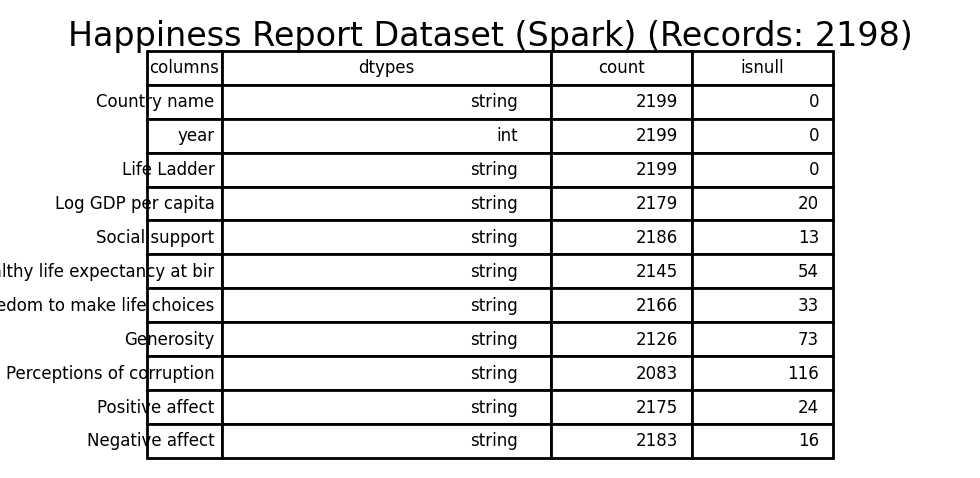 Happiness Report Dataset (Spark) (Records: 2198)
columns dtypes count isnull
Country name string 2199 0
year int 2199 0
Life Ladder string 2199 0
Log GDP per capita string 2179 20
Social support string 2186 13
lthy life expectancy at bir string 2145 54
edom to make life choices string 2166 33
Generosity string 2126 73
Perceptions of corruption string 2083 116
Positive affect string 2175 24
Negative affect string 2183 16